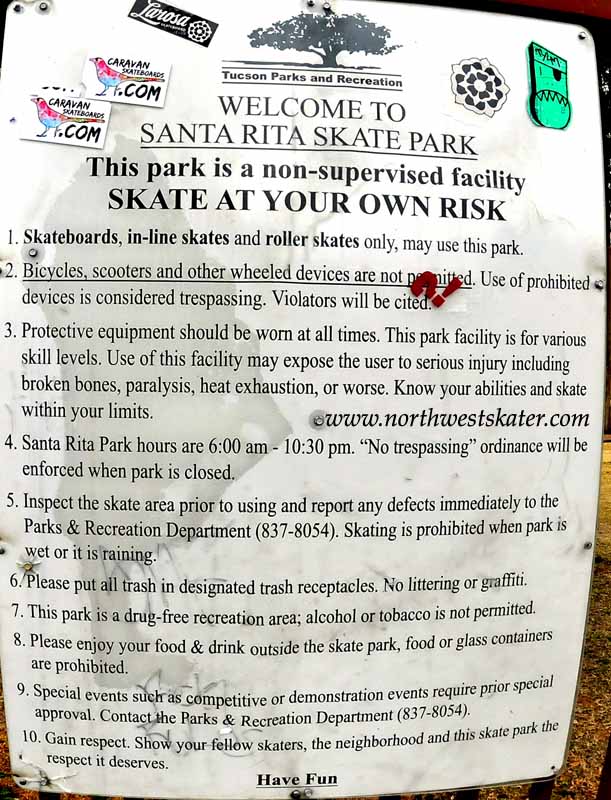 Larosa
CARAVAN
SKATEBOARDS
.COM
CARAVAN
SKATEBOARDS
.COM
Tucson Parks and Recreation
WELCOME TO
SANTA RITA SKATE PARK
This park is a non-supervised facility
SKATE AT YOUR OWN RISK
1. Skateboards, in-line skates and roller skates only, may use this park.
2. Bicycles, scooters and other wheeled devices are not permitted. Use of prohibited
devices is considered trespassing. Violators will be cited.
3. Protective equipment should be worn at all times. This park facility is for various
skill levels. Use of this facility may expose the user to serious injury including
broken bones, paralysis, heat exhaustion, or worse. Know your abilities and skate
within your limits.
www.northwestskater.com
4. Santa Rita Park hours are 6:00 am - 10:30 pm. “No trespassing” ordinance will be
enforced when park is closed.
5. Inspect the skate area prior to using and report any defects immediately to the
Parks & Recreation Department (837-8054). Skating is prohibited when park is
wet or it is raining.
6. Please put all trash in designated trash receptacles. No littering or graffiti.
7. This park is a drug-free recreation area; alcohol or tobacco is not permitted.
8. Please enjoy your food & drink outside the skate park, food or glass containers
are prohibited.
9. Special events such as competitive or demonstration events require prior special
approval. Contact the Parks & Recreation Department (837-8054).
10. Gain respect. Show your fellow skaters, the neighborhood and this skate park the
respect it deserves.
Have Fun